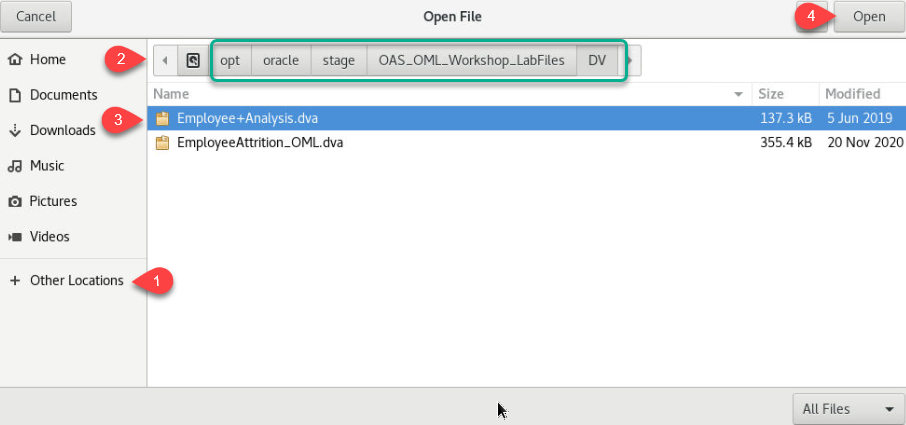 Cancel Open File 4 Open
Home 2 opt oracle stage OAS_OML_Workshop_LabFiles DV
Documents Name Size Modified
Downloads 3 Employee+Analysis.dva 137.3 kB 5 Jun 2019
EmployeeAttrition_OML.dva 355.4 kB 20 Nov 2020
Music
Pictures
Videos
+ Other Locations 1
All Files